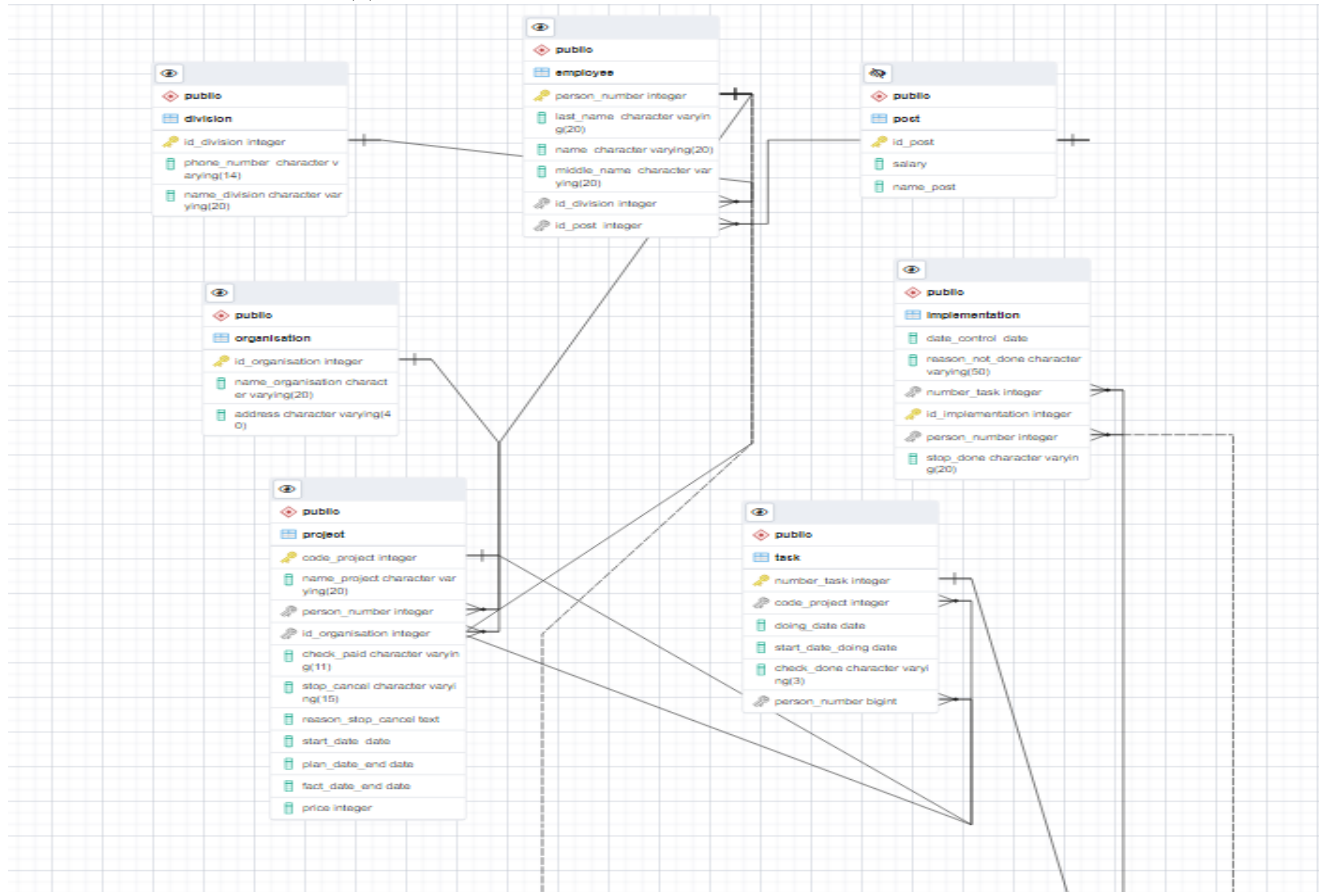 public
employee
person_number integer
last_name character varyin
g(20)
name character varying(20)
middle_name character var
ying(20)
id_division integer
id_post integer
public
division
id_division integer
phone_number character v
arying(14)
name_division character var
ying(20)
public
post
id_post
salary
name_post
public
organisation
id_organisation integer
name_organisation charact
er varying(20)
address character varying(4
0)
public
implementation
date_control date
reason_not_done character
varying(50)
number_task integer
id_implementation integer
person_number integer
stop_done character varyin
g(20)
public
project
code_project integer
name_project character var
ying(20)
person_number integer
id_organisation integer
check_paid character varyin
g(11)
stop_cancel character varyi
ng(15)
reason_stop_cancel text
start_date date
plan_date_end date
fact_date_end date
price integer
public
task
number_task integer
code_project integer
doing_date date
start_date_doing date
check_done character varyi
ng(3)
person_number bigint